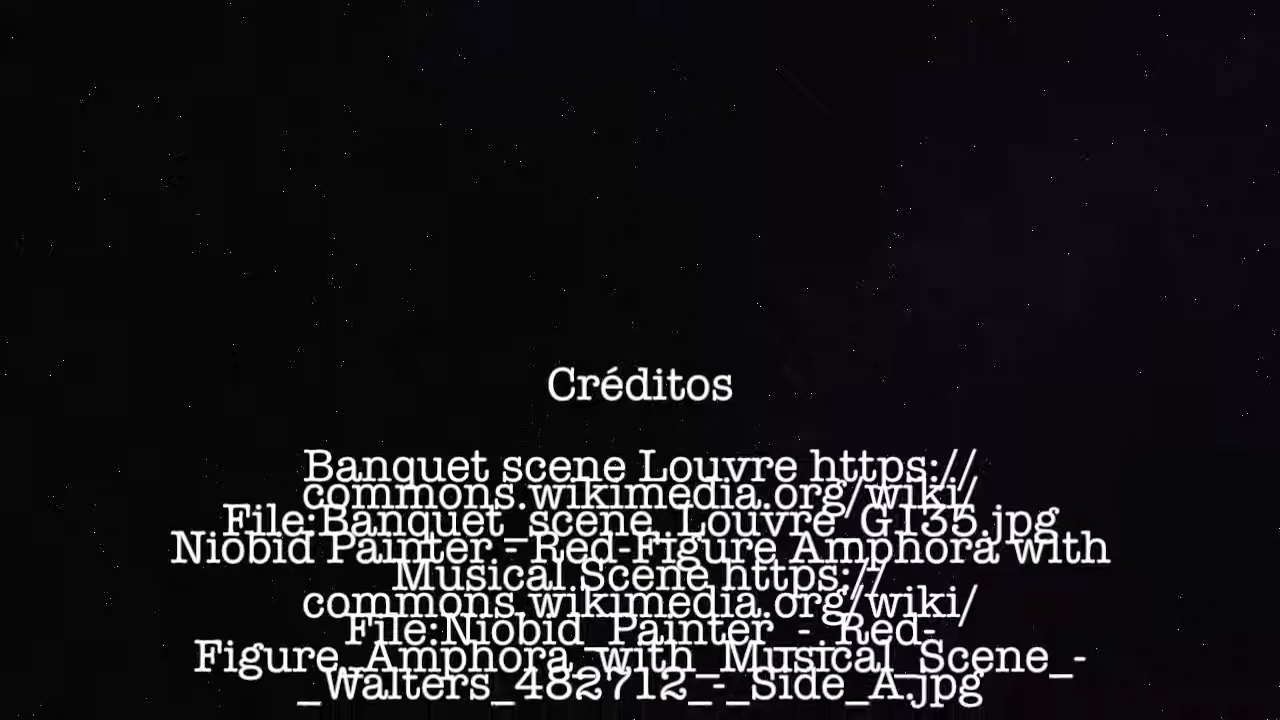 Créditos
Banquet scene Louvre https://
commons.wikimedia.org/wiki/
File:Banquet_scene_Louvre_G135.jpg
Niobid Painter - Red-Figure Amphora with
Musical Scene https://
commons.wikimedia.org/wiki/
File:Niobid_Painter_-_Red-
Figure_Amphora_with_Musical_Scene_-
_Walters_482712_-_Side_A.jpg